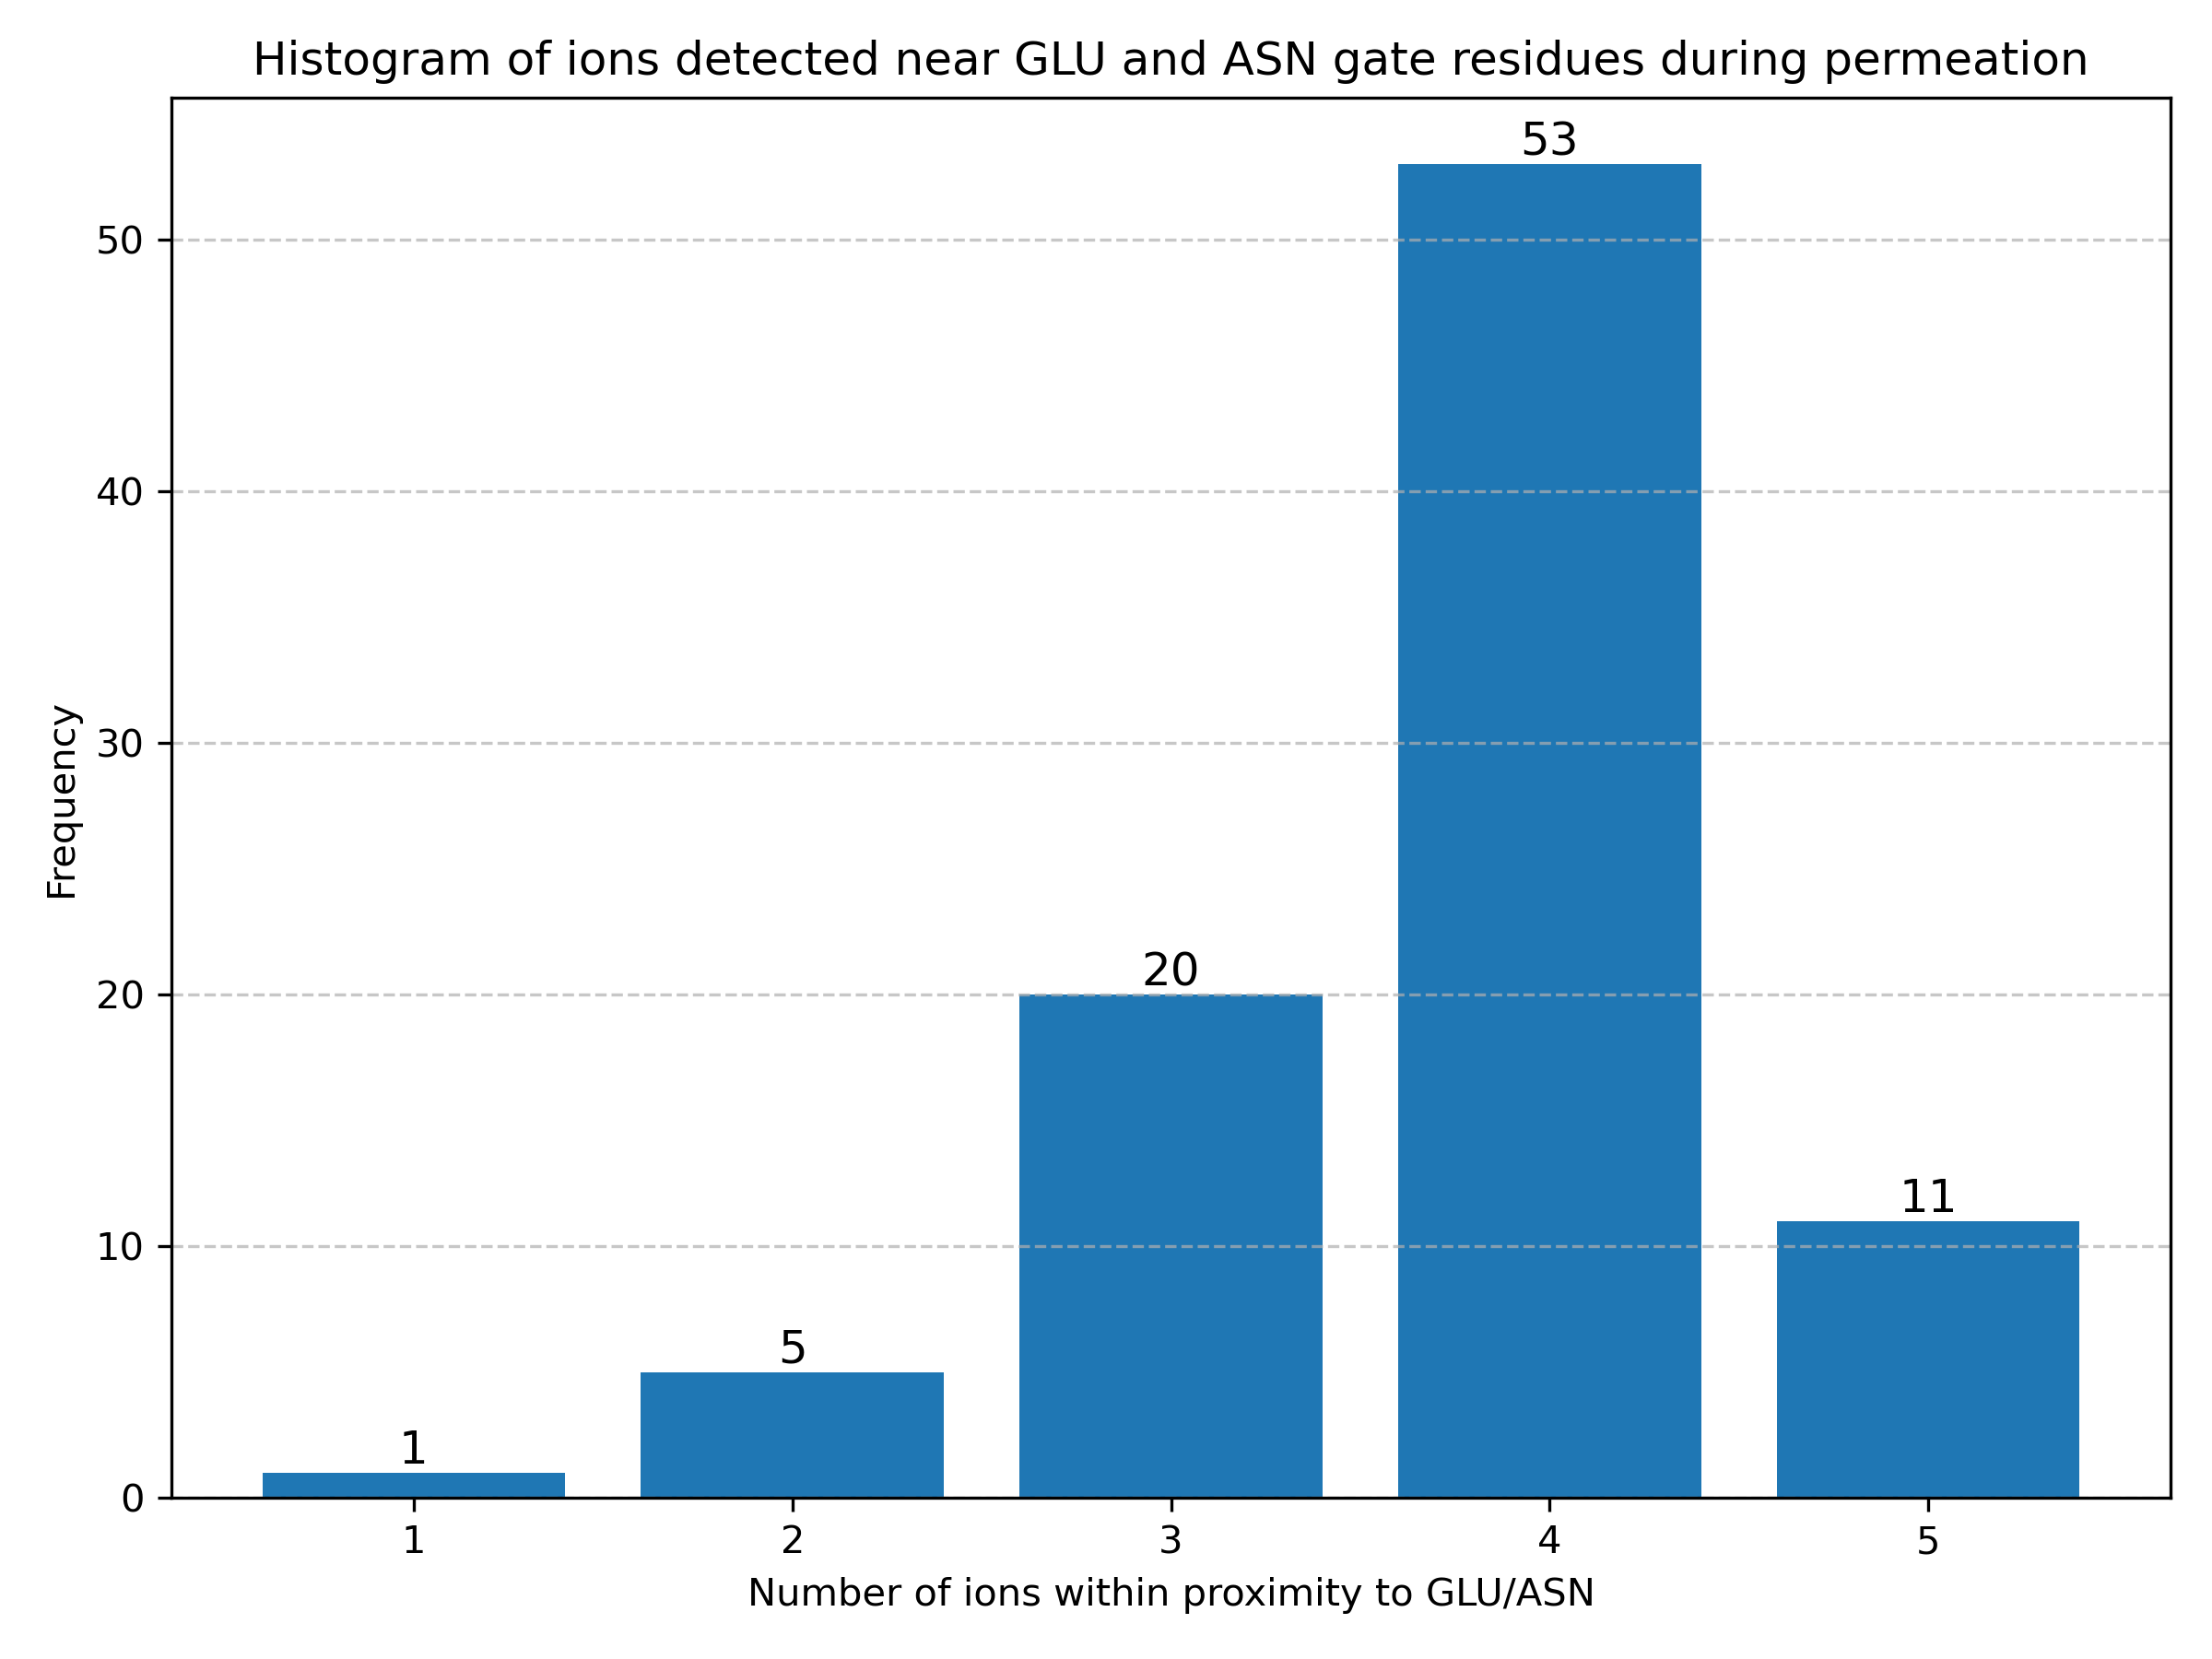 Histogram of ions detected near GLU and ASN gate residues during permeation
53
50
40
30
20
20
11
10
5
1
0
Frequency
1 2 3 4 5
Number of ions within proximity to GLU/ASN